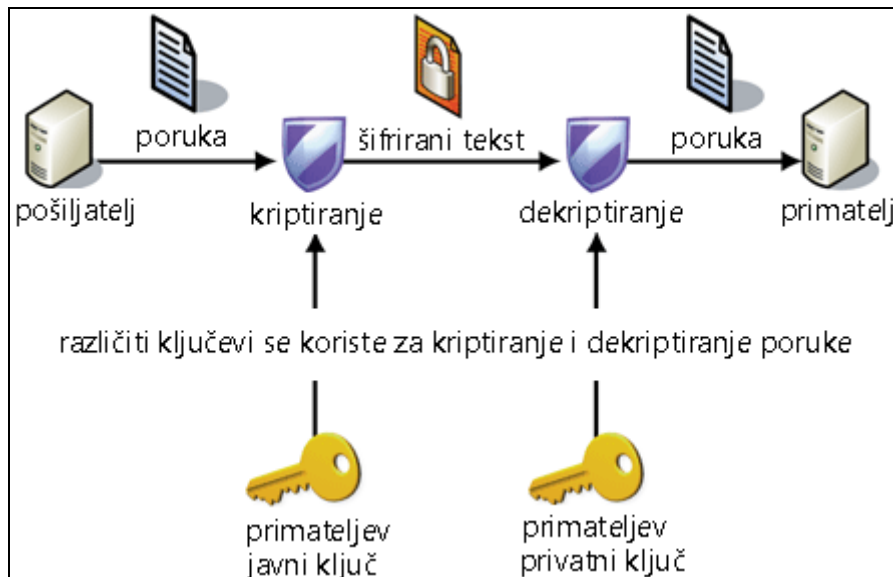 poruka
šifrirani tekst
poruka
pošiljatelj
kriptiranje
dekriptiranje
primatelj
različiti ključevi se koriste za kriptiranje i dekriptiranje poruke
primateljev
javni ključ
primateljev
privatni ključ